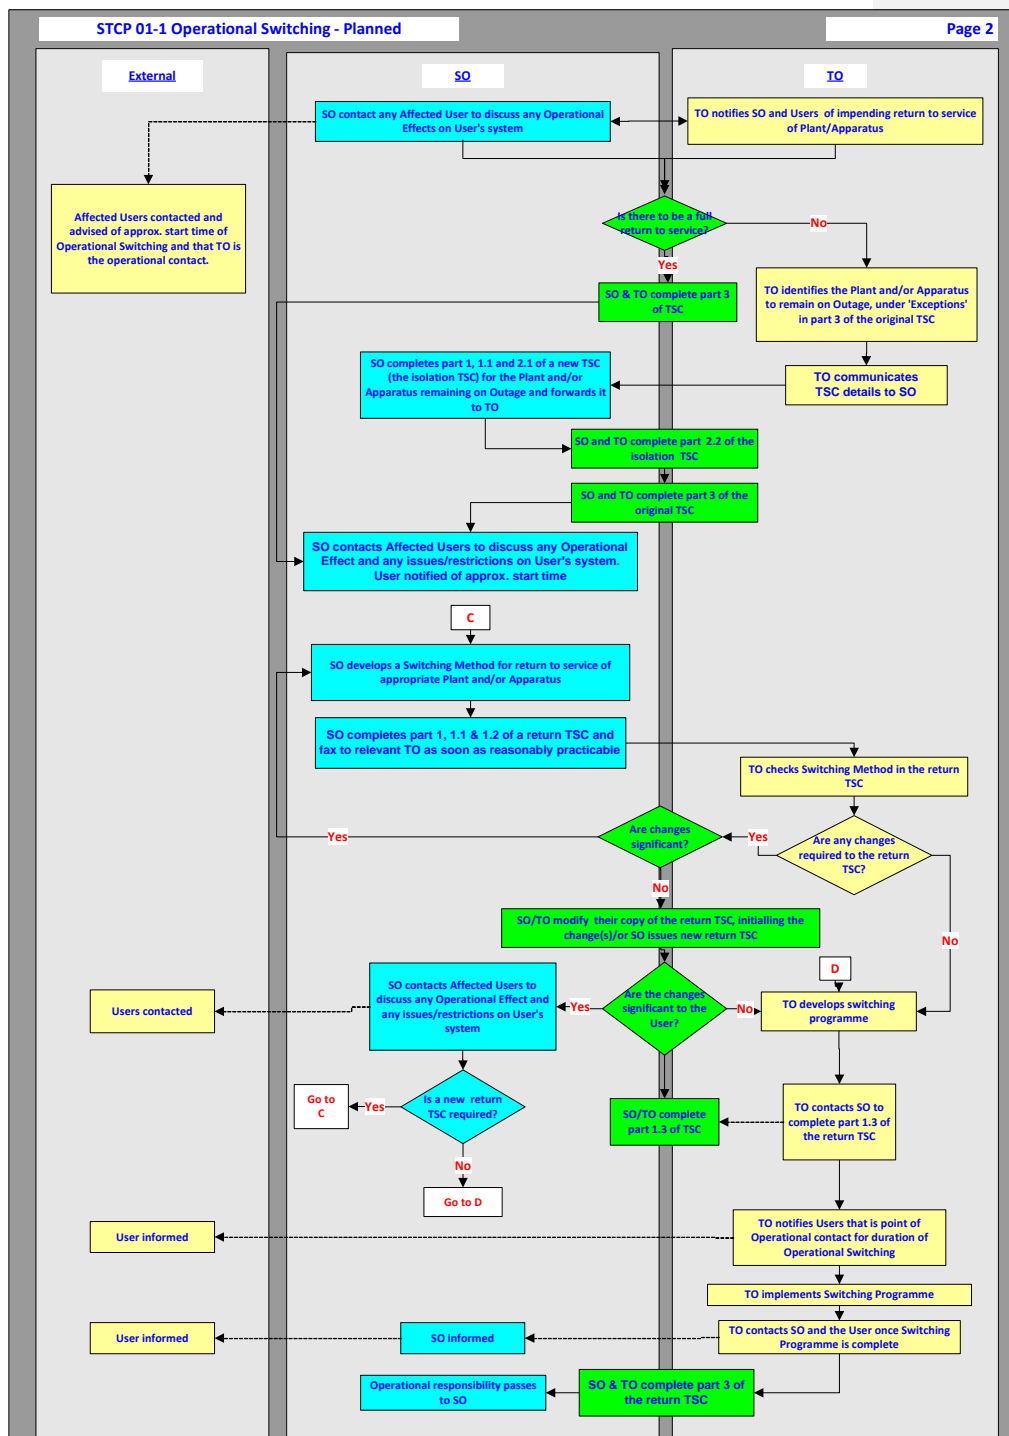 STCP 01-1 Operational Switching - Planned
Page 2
External
SO
TO
SO contact any Affected User to discuss any Operational
Effects on User's system
TO notifies SO and Users  of impending return to service
of Plant/Apparatus
Affected Users contacted and
advised of approx. start time of
Operational Switching and that TO is
the operational contact.
Is there to be a full
return to service?
No
Yes
SO & TO complete part 3
of TSC
TO identifies the Plant and/or Apparatus
to remain on Outage, under 'Exceptions'
in part 3 of the original TSC
SO completes part 1, 1.1 and 2.1 of a new TSC
(the isolation TSC) for the Plant and/or
Apparatus remaining on Outage and forwards it
to TO
TO communicates
TSC details to SO
SO and TO complete part  2.2 of the
isolation  TSC
SO and TO complete part 3 of the
original TSC
SO contacts Affected Users to discuss any Operational
Effect and any issues/restrictions on User's system.
User notified of approx. start time
C
SO develops a Switching Method for return to service of
appropriate Plant and/or Apparatus
SO completes part 1, 1.1 & 1.2 of a return TSC and
fax to relevant TO as soon as reasonably practicable
TO checks Switching Method in the return
TSC
Are changes
significant?
Yes
Yes
Are any changes
required to the return
TSC?
No
SO/TO modify  their copy of the return TSC, initialling the
change(s)/or SO issues new return TSC
No
D
SO contacts Affected Users to
discuss any Operational Effect and
any issues/restrictions on User's
system
Users contacted
Yes
Are the changes
significant to the
User?
No
TO develops switching
programme
Go to
C
Yes
Is a new  return
TSC required?
SO/TO complete
part 1.3 of TSC
TO contacts SO to
complete part 1.3 of
the return TSC
No
Go to D
User informed
TO notifies Users that is point of
Operational contact for duration of
Operational Switching
TO implements Switching Programme
User informed
SO informed
TO contacts SO and the User once Switching
Programme is complete
Operational responsibility passes
to SO
SO & TO complete part 3 of
the return TSC